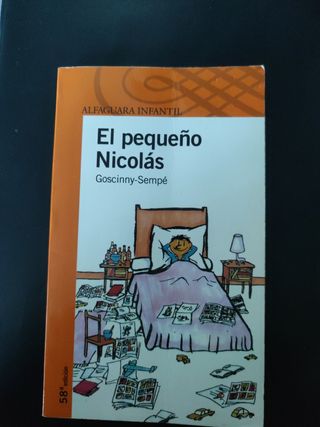 ALFAGUARA INFANTIL
El pequeño
Nicolás
Goscinny-Sempé
58ª edición